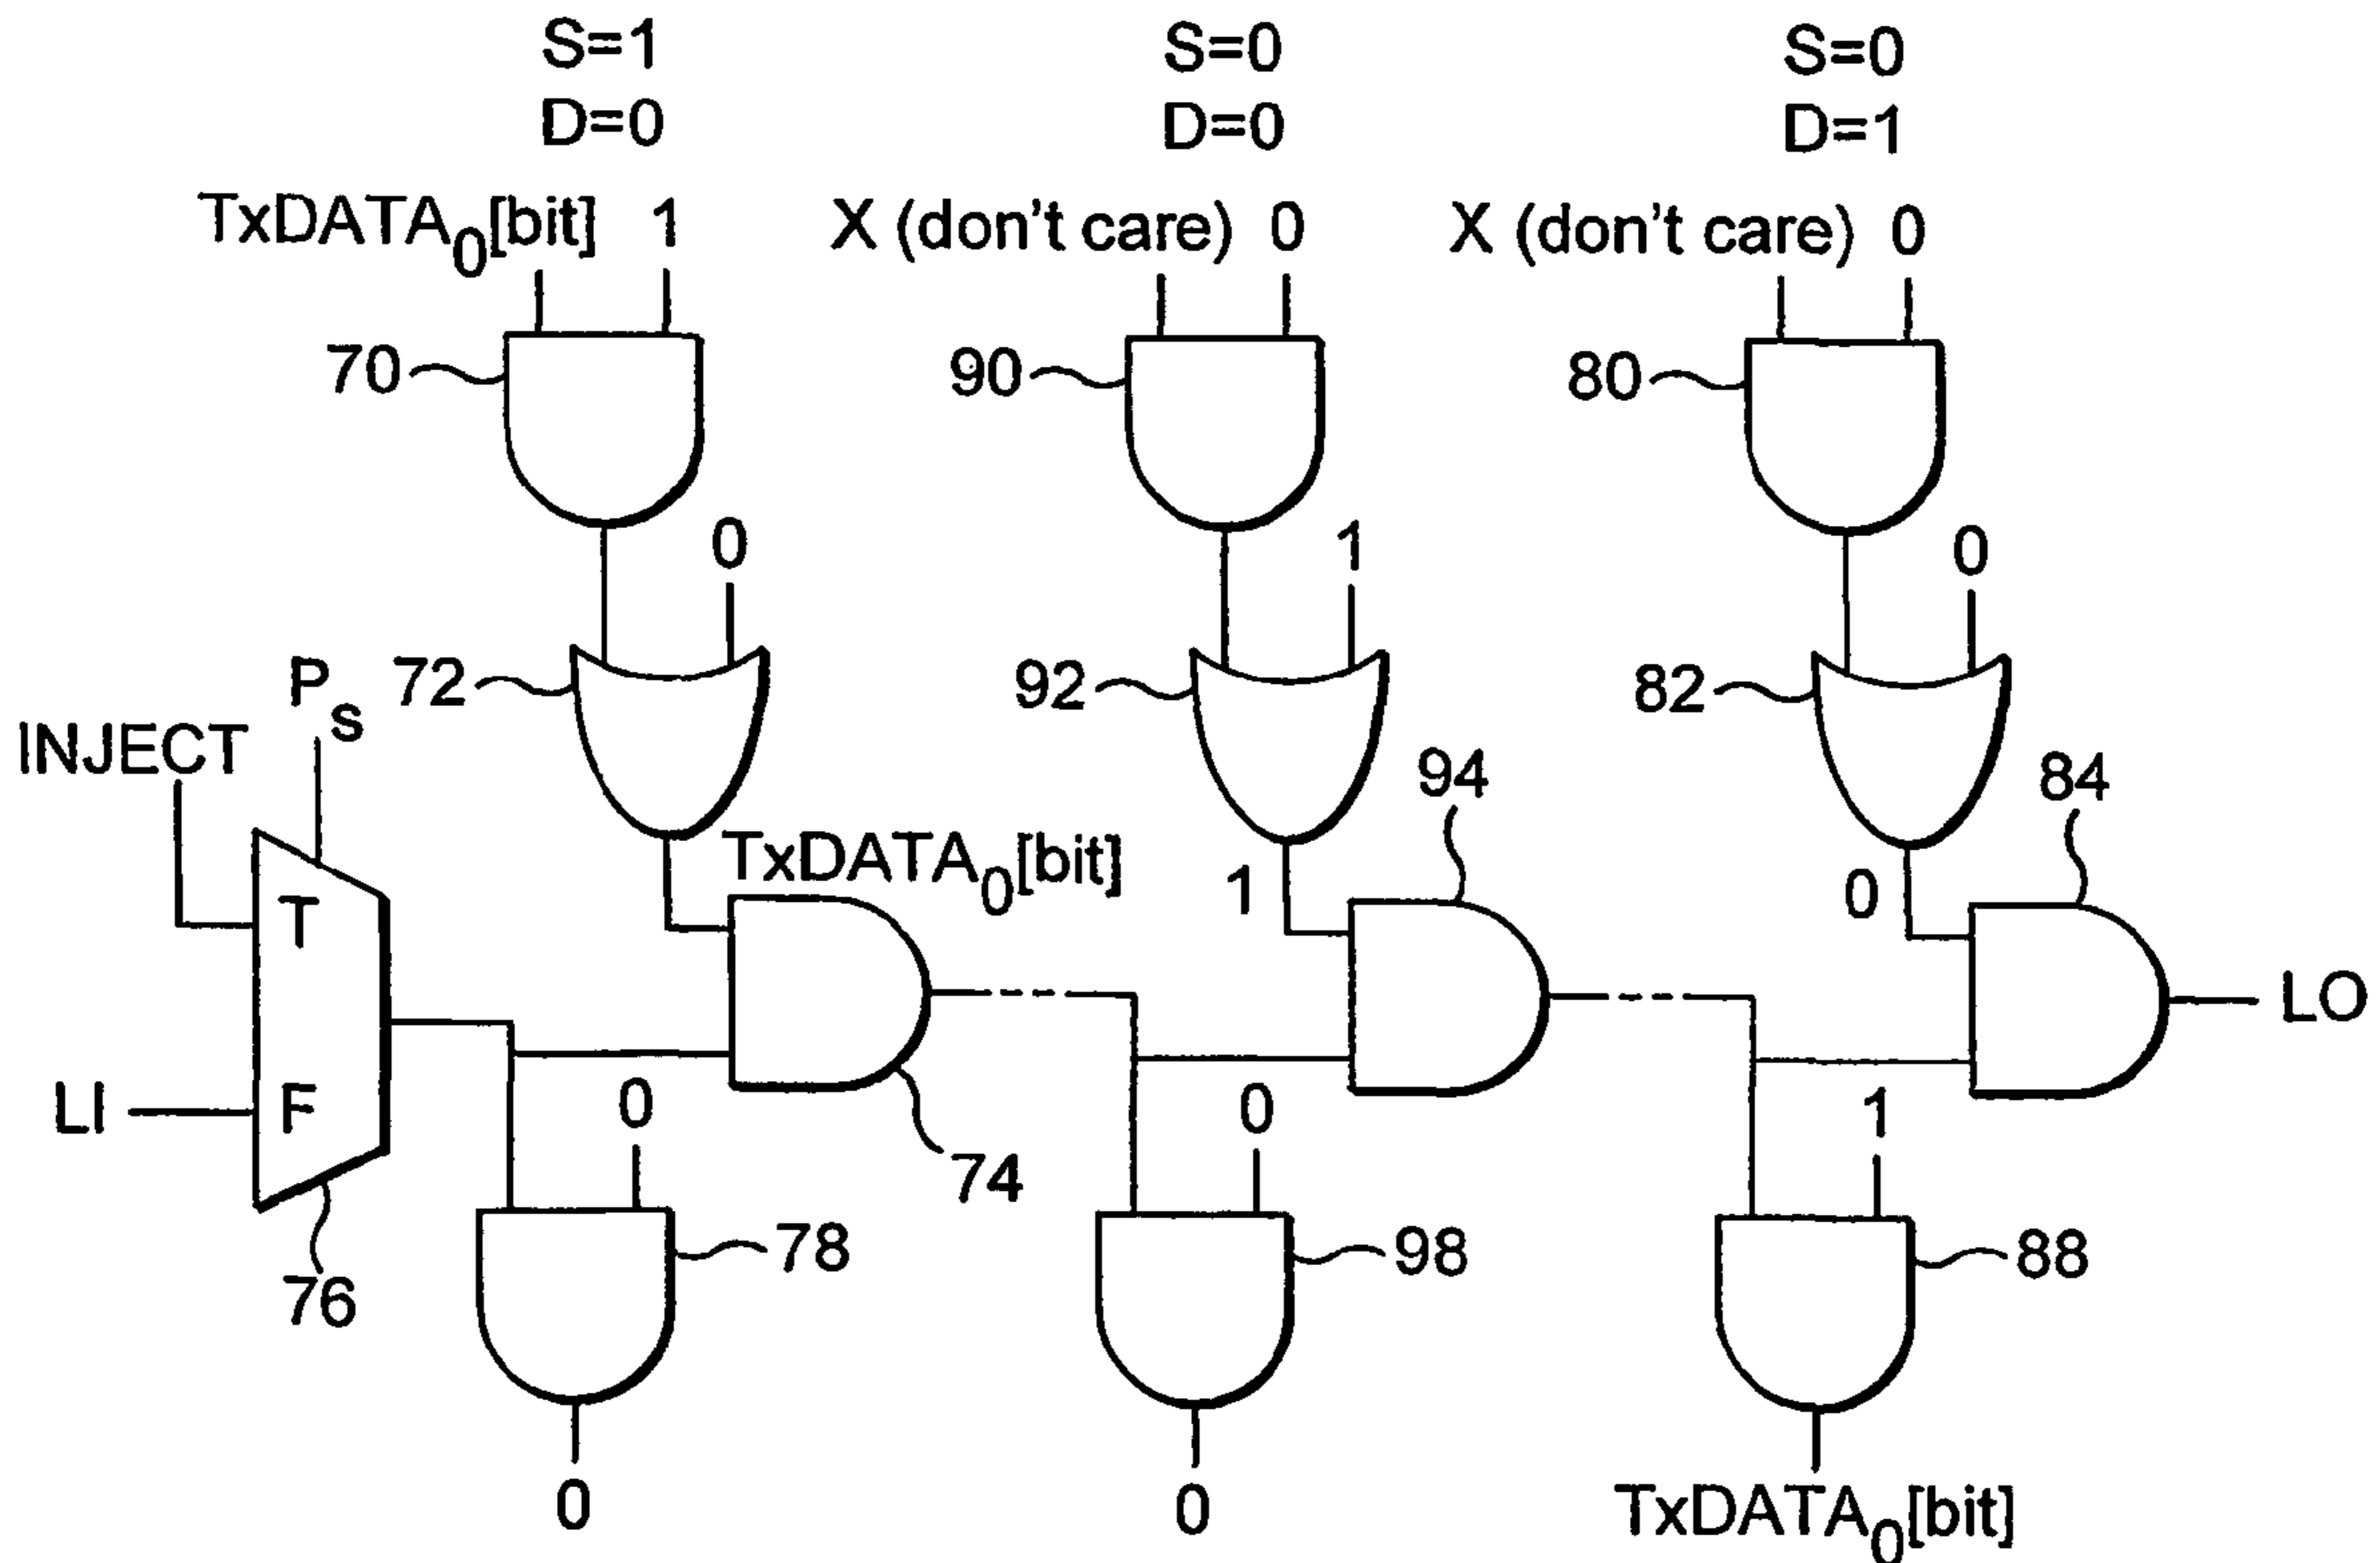 S=1 S=0 S=0
D=0 D=0 D=1
TxDATA0[bit] 1 X (don't care) 0 X (don't care) 0
70 90 80
0 1 0
PS 72 92 82
INJECT
94 84
T TxDATA0[bit] 1 0
LO
LI F 0 0 1
74
78 98 88
76
0 0 TxDATA0[bit]